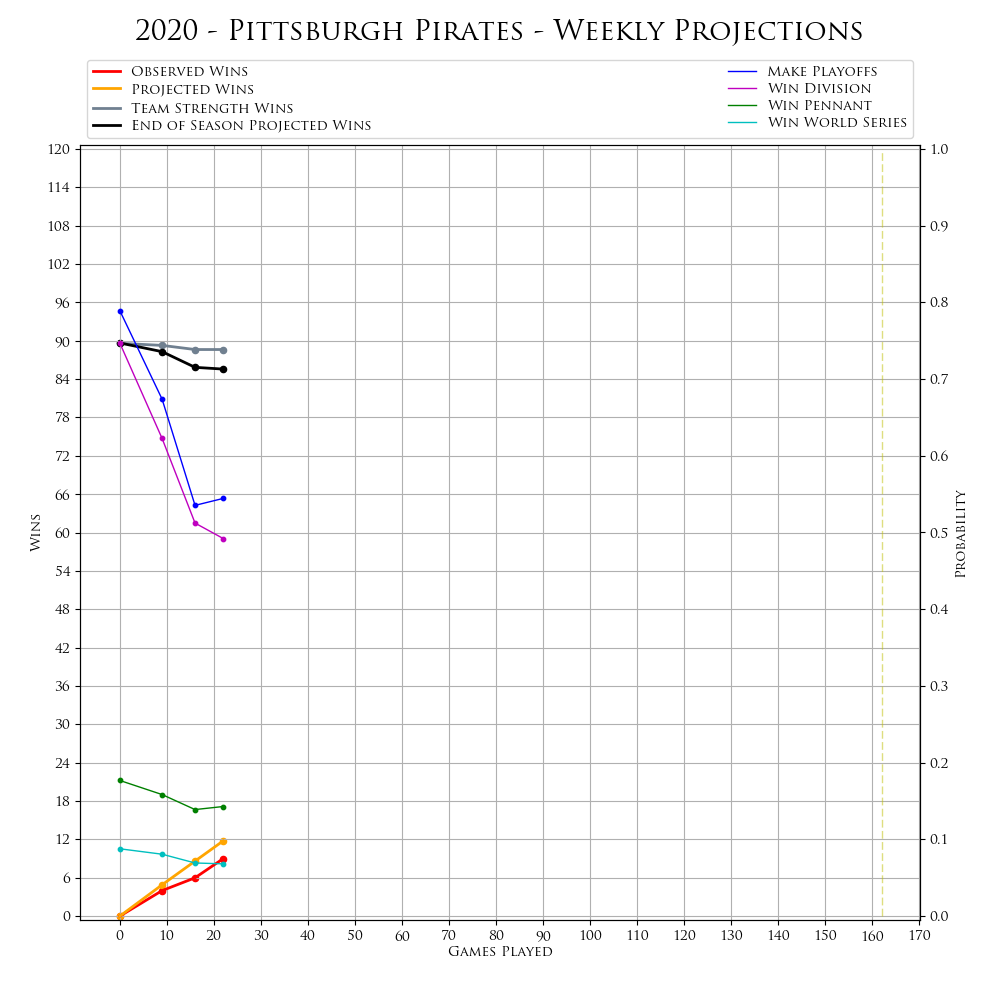 2020 - Pittsburgh Pirates - Weekly Projections
Observed Wins
Projected Wins
Team Strength Wins
End of Season Projected Wins
Make Playoffs
Win Division
Win Pennant
Win World Series
120
114
108
102
96
90
84
78
72
66
60
54
48
42
36
30
24
18
12
6
0
Wins
1.0
0.9
0.8
0.7
0.6
0.5
0.4
0.3
0.2
0.1
0.0
Probability
0 10 20 30 40 50 60 70 80 90 100 110 120 130 140 150 160 170
Games Played